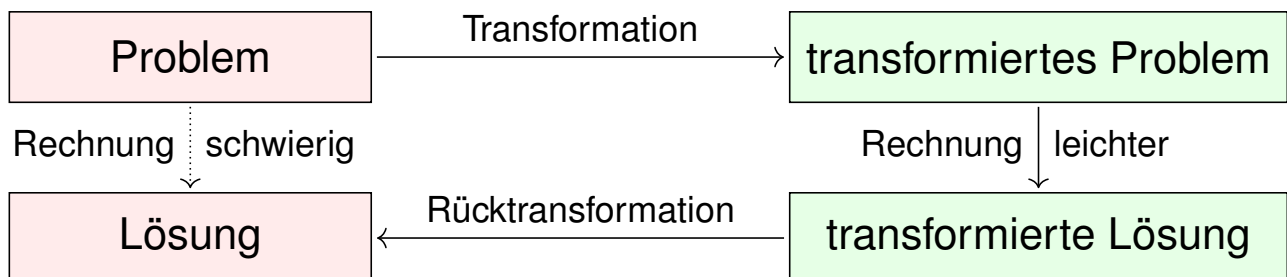 Problem
Transformation
transformiertes Problem
Rechnung schwierig
Rechnung leichter
Lösung
Rücktransformation
transformierte Lösung